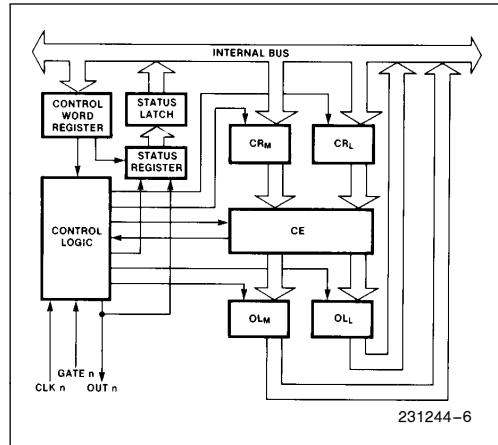 INTERNAL BUS
CONTROL
WORD
REGISTER
STATUS
LATCH
STATUS
REGISTER
CRM
CRL
CONTROL
LOGIC
CE
OLM
OLL
GATE n
CLK n
OUT n
231244–6